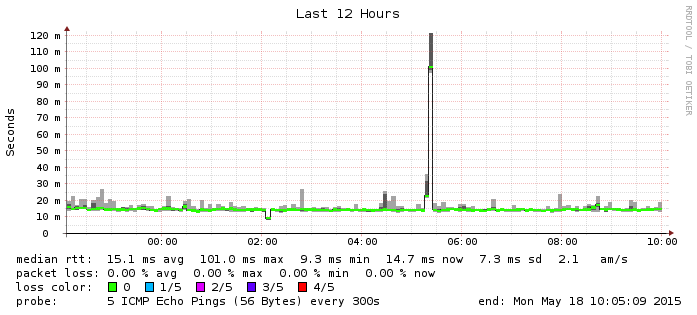 Last 12 Hours
RRDTOOL / TOBI OETIKER
Seconds
120 m
110 m
100 m
90 m
80 m
70 m
60 m
50 m
40 m
30 m
20 m
10 m
0
00:00 02:00 04:00 06:00 08:00 10:00
median rtt: 15.1 ms avg 101.0 ms max 9.3 ms min 14.7 ms now 7.3 ms sd 2.1 am/s
packet loss: 0.00 % avg 0.00 % max 0.00 % min 0.00 % now
loss color: 0 1/5 2/5 3/5 4/5
probe: 5 ICMP Echo Pings (56 Bytes) every 300s end: Mon May 18 10:05:09 2015